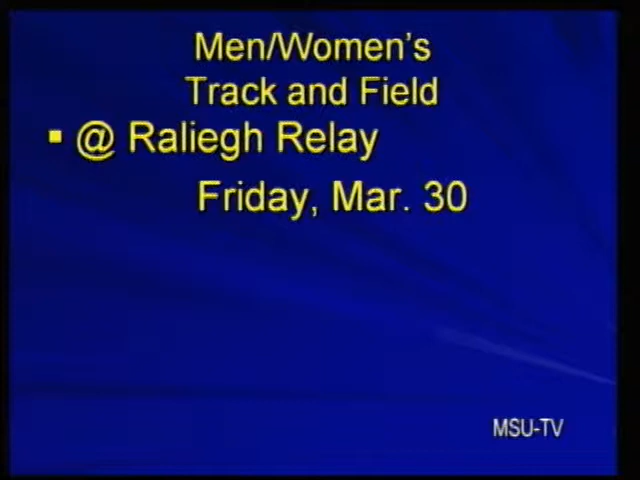 Men/Women's
Track and Field
▪ @ Raliegh Relay
Friday, Mar. 30
MSU-TV